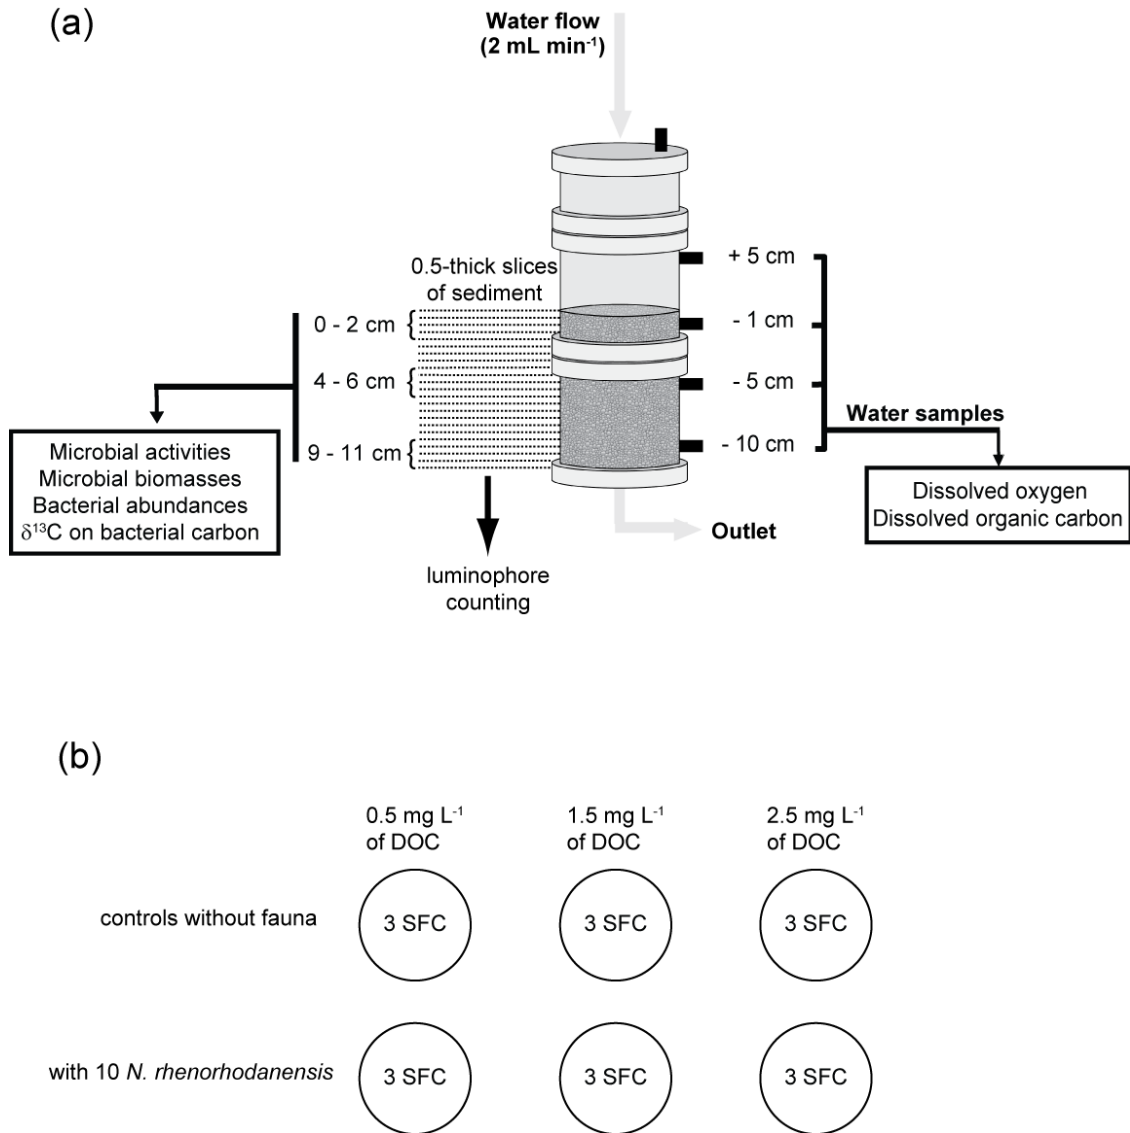 (a)
Water flow
(2 mL min⁻¹)
0.5-thick slices
of sediment
0 - 2 cm
4 - 6 cm
9 - 11 cm
+ 5 cm
- 1 cm
- 5 cm
- 10 cm
Water samples
Microbial activities
Microbial biomasses
Bacterial abundances
δ¹³C on bacterial carbon
Dissolved oxygen
Dissolved organic carbon
Outlet
luminophore
counting
(b)
0.5 mg L⁻¹
of DOC
1.5 mg L⁻¹
of DOC
2.5 mg L⁻¹
of DOC
controls without fauna
3 SFC
3 SFC
3 SFC
with 10 N. rhenorhodanensis
3 SFC
3 SFC
3 SFC